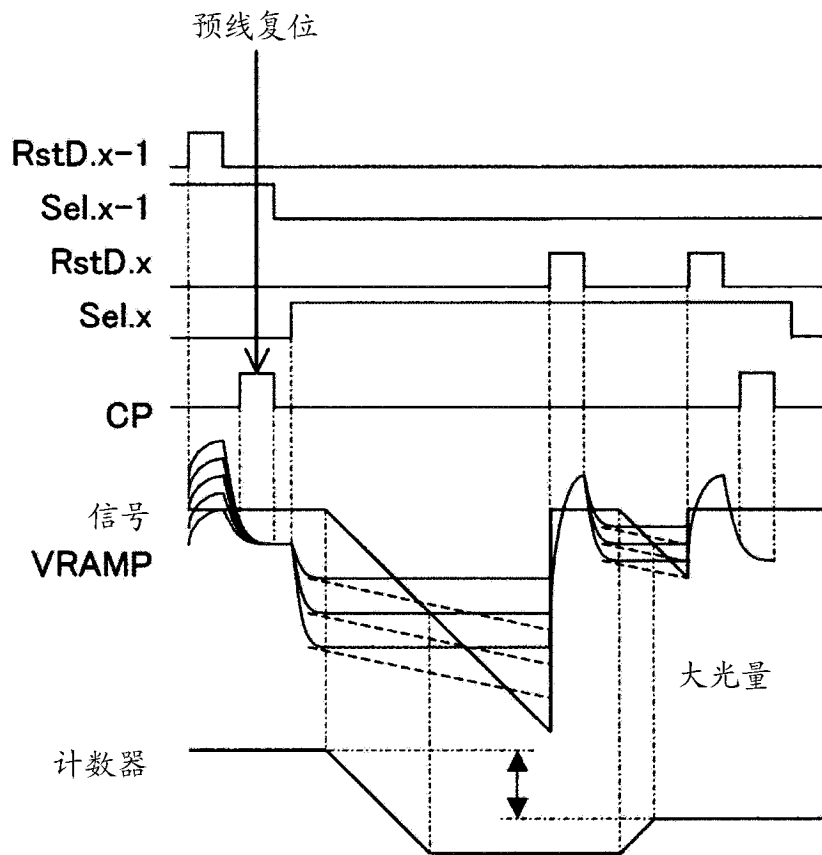 预线复位
RstD.x-1
Sel.x-1
RstD.x
Sel.x
CP
信号
VRAMP
大光量
计数器